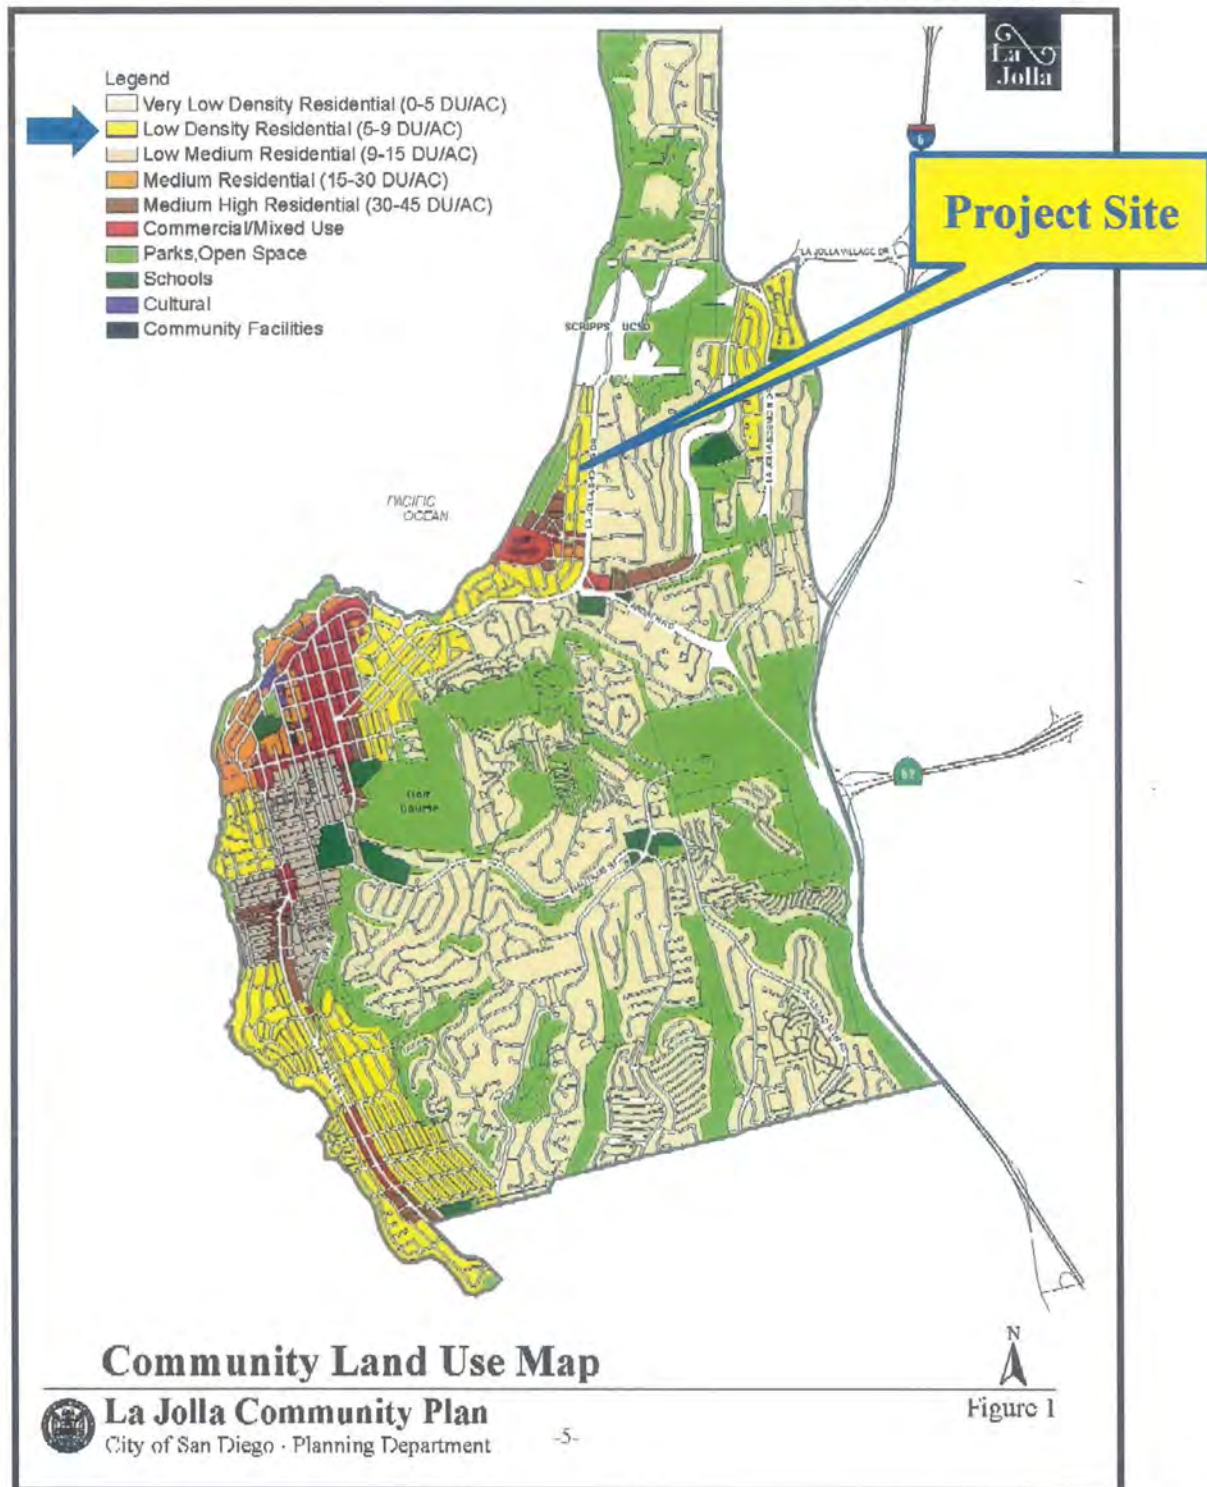 La
Jolla
Legend
Very Low Density Residential (0-5 DU/AC)
Low Density Residential (5-9 DU/AC)
Low Medium Residential (9-15 DU/AC)
Medium Residential (15-30 DU/AC)
Medium High Residential (30-45 DU/AC)
Commercial/Mixed Use
Parks,Open Space
Schools
Cultural
Community Facilities
Project Site
LA JOLLA VILLAGE DR
SCRIPPS UCSD
PACIFIC
OCEAN
Golf
Course
Community Land Use Map
N
La Jolla Community Plan
City of San Diego - Planning Department
-5-
Figure 1